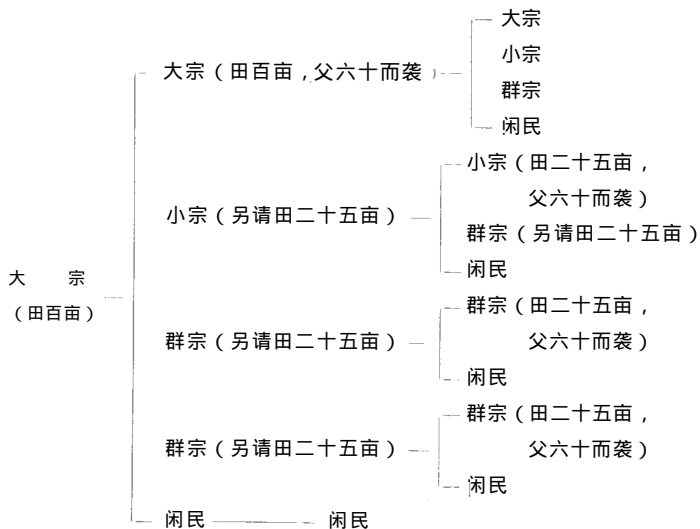 大宗
大宗（田百亩，父六十而袭）
小宗
群宗
闲民
小宗（田二十五亩，
父六十而袭）
小宗（另请田二十五亩）
群宗（另请田二十五亩）
闲民
大 宗
（田百亩）
群宗（田二十五亩，
群宗（另请田二十五亩）
父六十而袭）
闲民
群宗（田二十五亩，
群宗（另请田二十五亩）
父六十而袭）
闲民
闲民
闲民